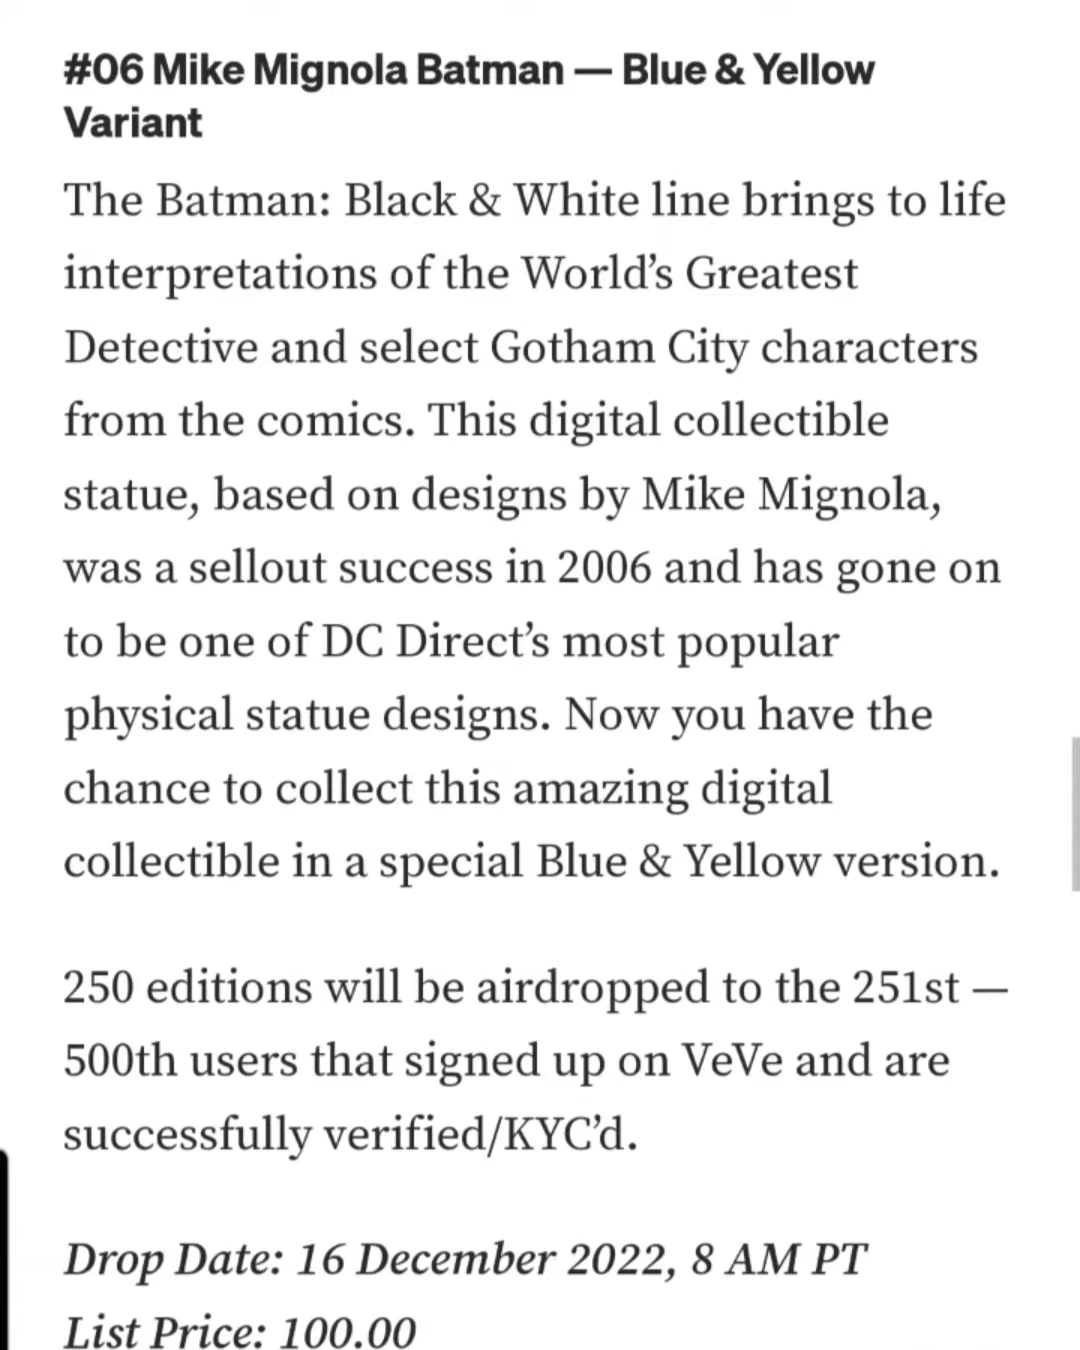 #06 Mike Mignola Batman — Blue & Yellow
Variant
The Batman: Black & White line brings to life
interpretations of the World’s Greatest
Detective and select Gotham City characters
from the comics. This digital collectible
statue, based on designs by Mike Mignola,
was a sellout success in 2006 and has gone on
to be one of DC Direct’s most popular
physical statue designs. Now you have the
chance to collect this amazing digital
collectible in a special Blue & Yellow version.
250 editions will be airdropped to the 251st —
500th users that signed up on VeVe and are
successfully verified/KYC’d.
Drop Date: 16 December 2022, 8 AM PT
List Price: 100.00